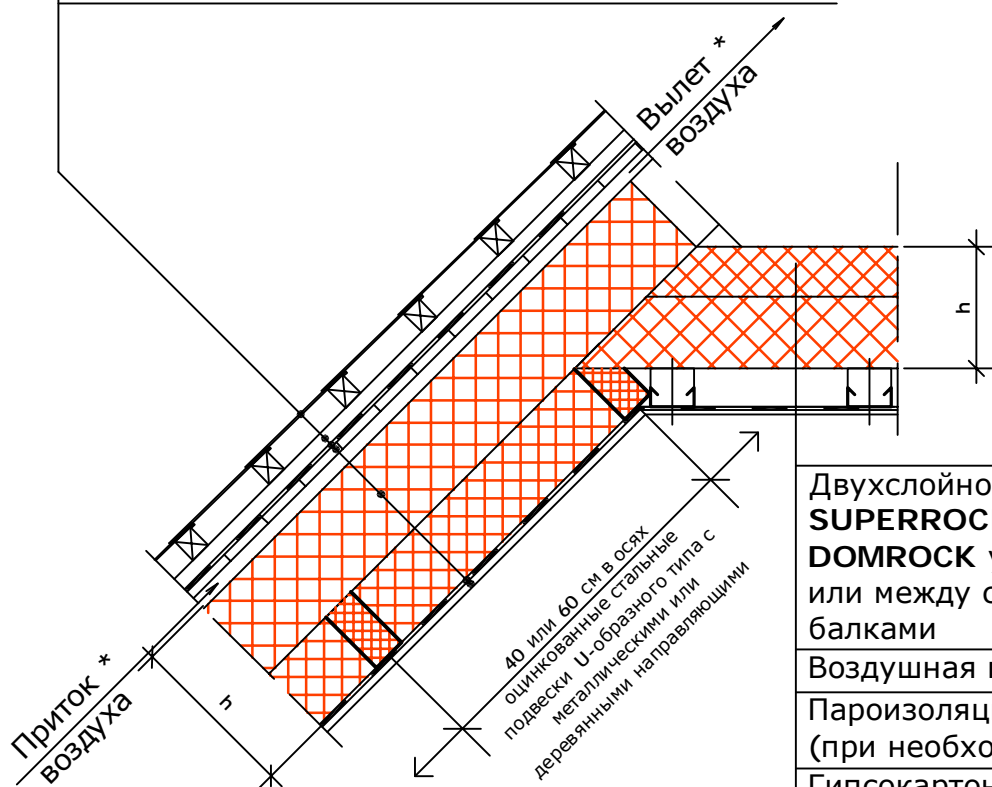 Вылет *
воздуха
h
Двухслойно
SUPERROC
DOMROCK
или между
балками
Воздушная
Пароизоляц
(при необхо
Гипсокартон
40 или 60 см в осях
оцинкованные стальные
подвески U-образного типа с
металлическими или
деревянными направляющими
Приток *
воздуха
h